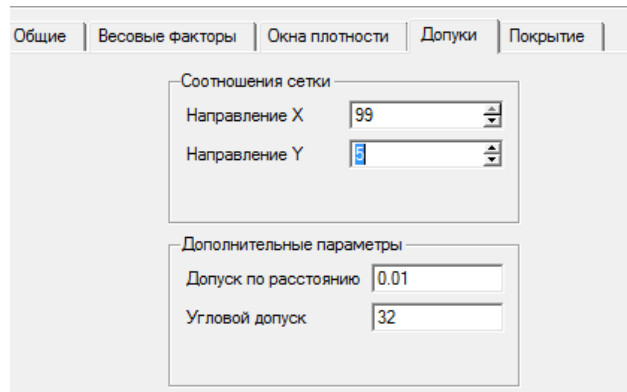 Общие Весовые факторы Окна плотности Допуки Покрытие
Соотношения сетки
Направление X 99
Направление Y 5
Дополнительные параметры
Допуск по расстоянию 0.01
Угловой допуск 32